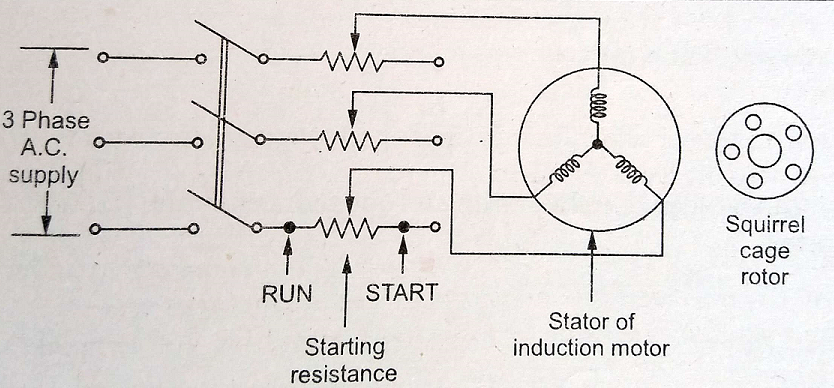 3 Phase
A.C.
supply
RUN
START
Starting
resistance
Stator of
induction motor
Squirrel
cage
rotor